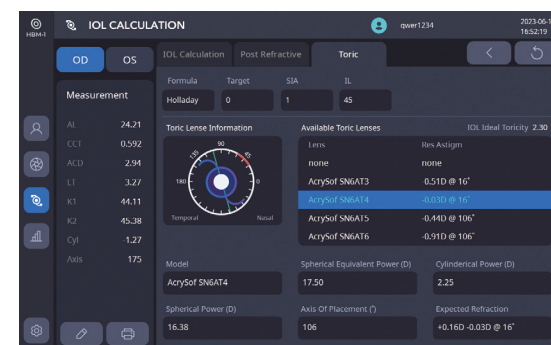 HBM-1
IOL CALCULATION
qwer1234
2023-06-1
16:52:19
OD
OS
IOL Calculation
Post Refractive
Toric
Formula
Target
SIA
IL
Holladay
0
1
45
Measurement
AL 24.21
CCT 0.592
ACD 2.94
LT 3.27
K1 44.11
K2 45.38
Cyl -1.27
Axis 175
Toric Lense Information
135
90
45
180
0
Temporal
Nasal
Available Toric Lenses
IOL Ideal Toricity 2.30
Lens Res Astigm
none none
AcrySof SN6AT3 -0.51D @ 16°
AcrySof SN6AT4 -0.03D @ 16°
AcrySof SN6AT5 -0.44D @ 106°
AcrySof SN6AT6 -0.91D @ 106°
Model
Spherical Equivalent Power (D)
Cylinderical Power (D)
AcrySof SN6AT4
17.50
2.25
Spherical Power (D)
Axis Of Placement (°)
Expected Refraction
16.38
106
+0.16D -0.03D @ 16°